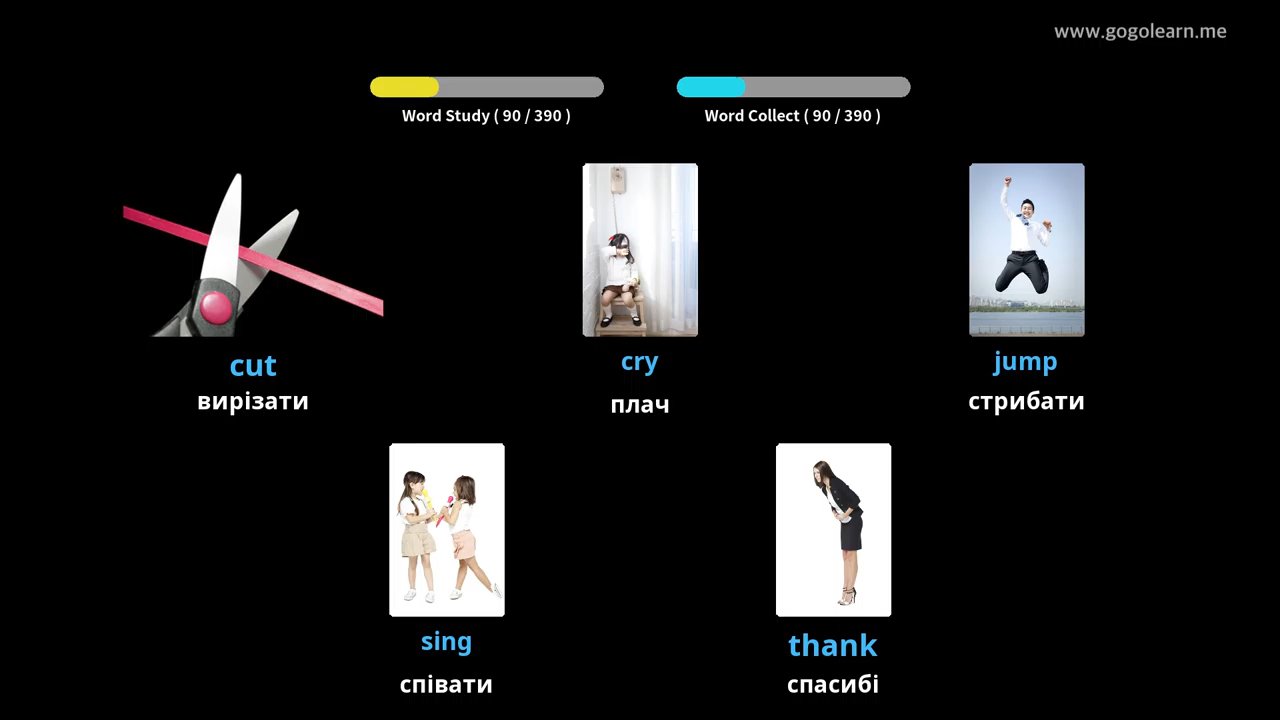 www.gogolearn.me
Word Study ( 90 / 390 )
Word Collect ( 90 / 390 )
cut
вирізати
cry
плач
jump
стрибати
sing
співати
thank
спасибі